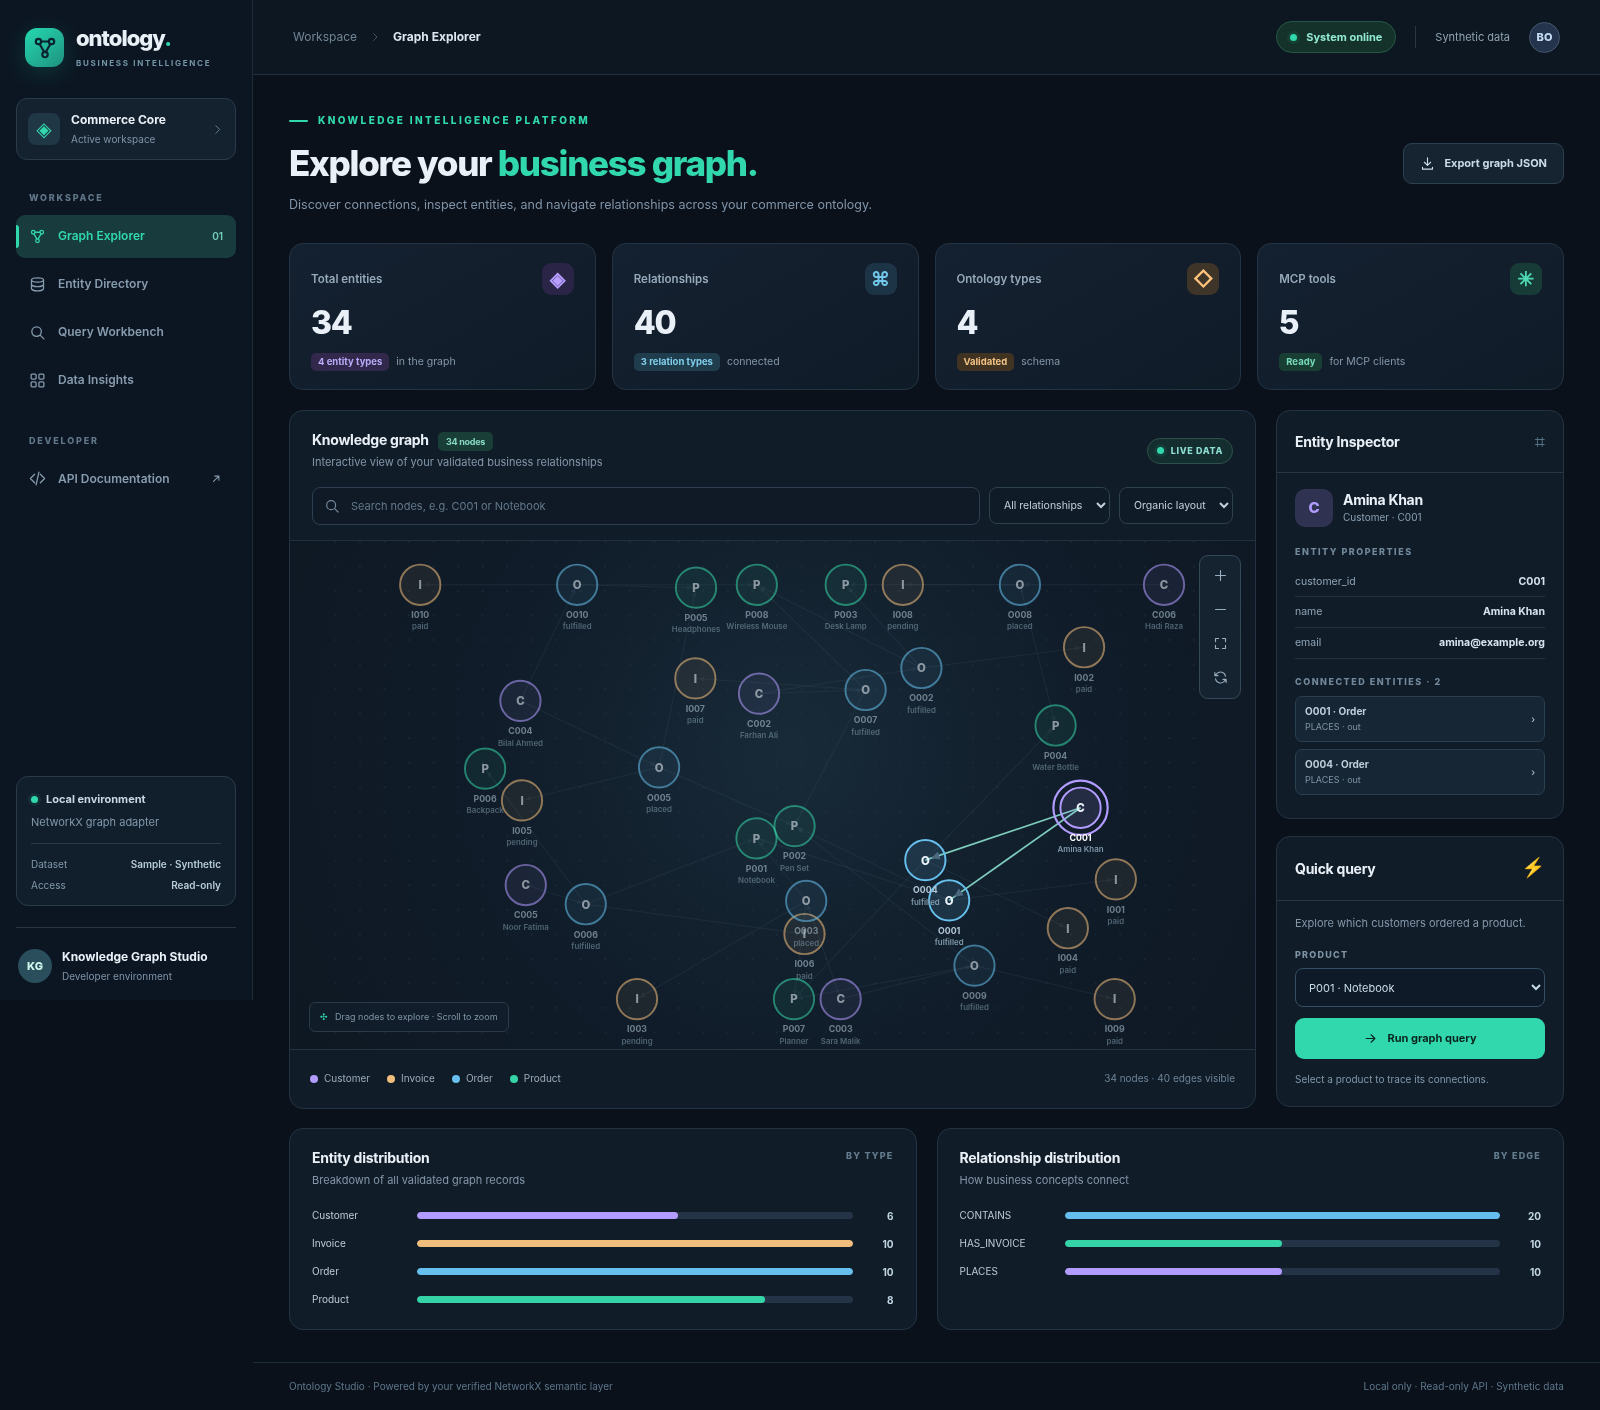 ontology.
BUSINESS INTELLIGENCE
Commerce Core
Active workspace
WORKSPACE
Graph Explorer 01
Entity Directory
Query Workbench
Data Insights
DEVELOPER
API Documentation
Local environment
NetworkX graph adapter
Dataset Sample · Synthetic
Access Read-only
KG
Knowledge Graph Studio
Developer environment
Workspace Graph Explorer
System online
Synthetic data
BO
KNOWLEDGE INTELLIGENCE PLATFORM
Explore your business graph.
Discover connections, inspect entities, and navigate relationships across your commerce ontology.
Export graph JSON
Total entities
34
4 entity types in the graph
Relationships
40
3 relation types connected
Ontology types
4
Validated schema
MCP tools
5
Ready for MCP clients
Knowledge graph 34 nodes
Interactive view of your validated business relationships
LIVE DATA
Search nodes, e.g. C001 or Notebook
All relationships
Organic layout
I
I010
paid
O
O010
fulfilled
P
P005
Headphones
P
P008
Wireless Mouse
P
P003
Desk Lamp
I
I008
pending
O
O008
placed
C
C006
Hadi Raza
I
I002
paid
O
O002
fulfilled
I
I007
paid
C
C002
Farhan Ali
O
O007
fulfilled
C
C004
Bilal Ahmed
P
P004
Water Bottle
P
P006
Backpack
I
I005
pending
O
O005
placed
C
C001
Amina Khan
P
P001
Notebook
P
P002
Pen Set
O
O004
fulfilled
O
O001
fulfilled
I
I001
paid
C
C005
Noor Fatima
O
O006
fulfilled
O
O003
placed
I
I006
paid
I
I004
paid
O
O009
fulfilled
I
I003
pending
P
P007
Planner
C
C003
Sara Malik
I
I009
paid
Drag nodes to explore · Scroll to zoom
Customer Invoice Order Product
34 nodes · 40 edges visible
Entity Inspector
C
Amina Khan
Customer · C001
ENTITY PROPERTIES
customer_id C001
name Amina Khan
email amina@example.org
CONNECTED ENTITIES · 2
O001 · Order
PLACES · out
O004 · Order
PLACES · out
Quick query
Explore which customers ordered a product.
PRODUCT
P001 · Notebook
Run graph query
Select a product to trace its connections.
Entity distribution BY TYPE
Breakdown of all validated graph records
Customer 6
Invoice 10
Order 10
Product 8
Relationship distribution BY EDGE
How business concepts connect
CONTAINS 20
HAS_INVOICE 10
PLACES 10
Ontology Studio · Powered by your verified NetworkX semantic layer
Local only · Read-only API · Synthetic data